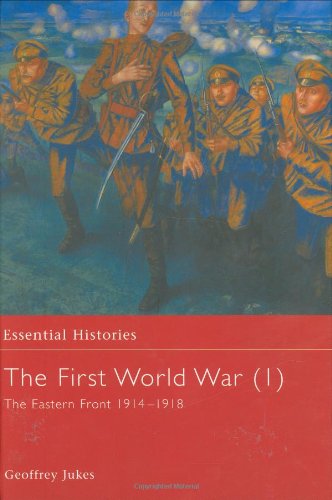 Essential Histories
The First World War (1)
The Eastern Front 1914–1918
Geoffrey Jukes